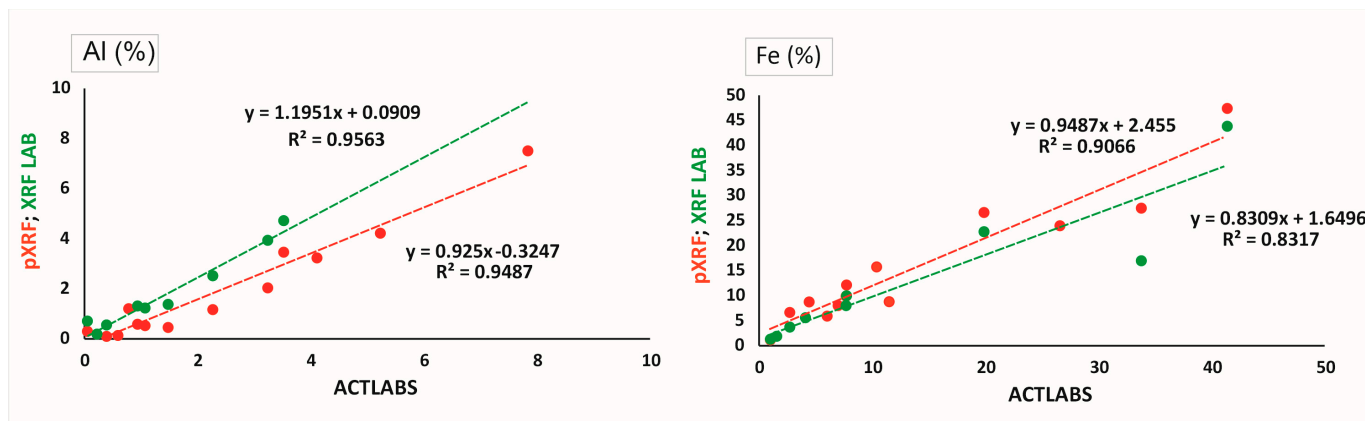 Al (%)
10
8
6
4
2
0
0
2
4
6
8
10
pXRF; XRF LAB
ACTLABS
y = 1.1951x + 0.0909
R² = 0.9563
y = 0.925x-0.3247
R² = 0.9487
Fe (%)
50
45
40
35
30
25
20
15
10
5
0
0
10
20
30
40
50
pXRF; XRF LAB
ACTLABS
y = 0.9487x + 2.455
R² = 0.9066
y = 0.8309x + 1.6496
R² = 0.8317